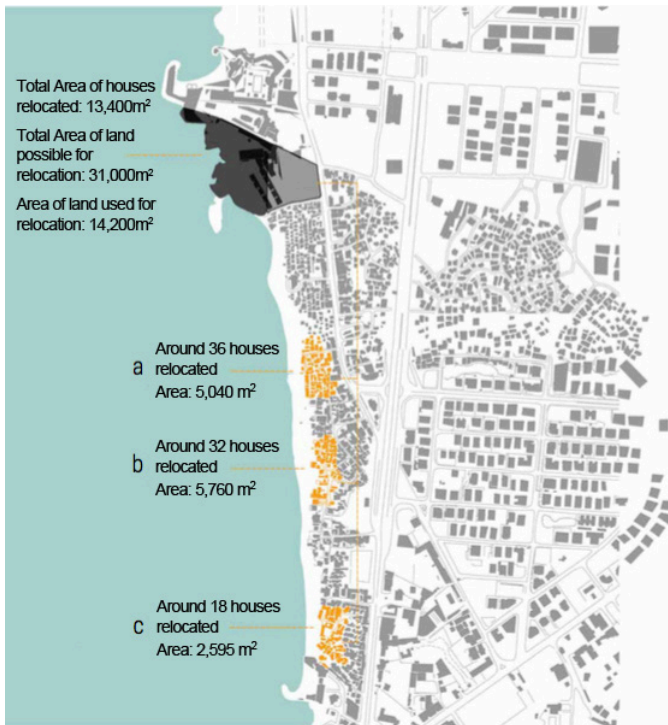 Total Area of houses
relocated: 13,400m²
Total Area of land
possible for
relocation: 31,000m²
Area of land used for
relocation: 14,200m²
Around 36 houses
a relocated
Area: 5,040 m²
Around 32 houses
b relocated
Area: 5,760 m²
Around 18 houses
c relocated
Area: 2,595 m²